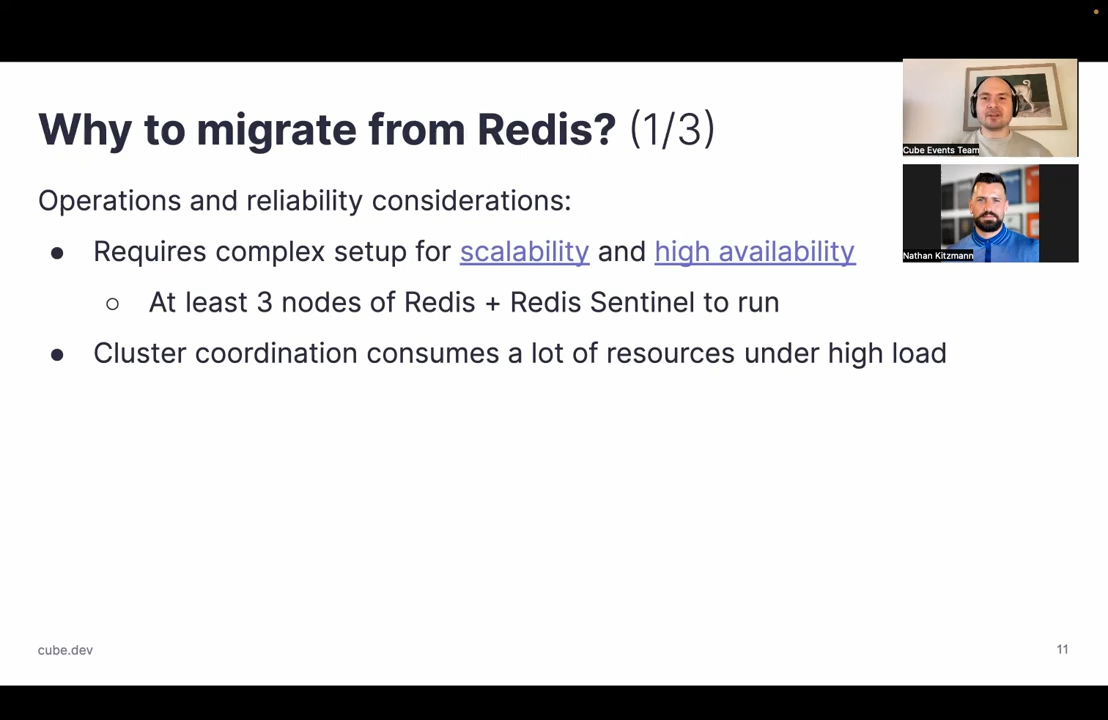 Why to migrate from Redis? (1/3)
Operations and reliability considerations:
● Requires complex setup for scalability and high availability
○ At least 3 nodes of Redis + Redis Sentinel to run
● Cluster coordination consumes a lot of resources under high load
Cube Events Team
Nathan Kitzmann
cube.dev
11